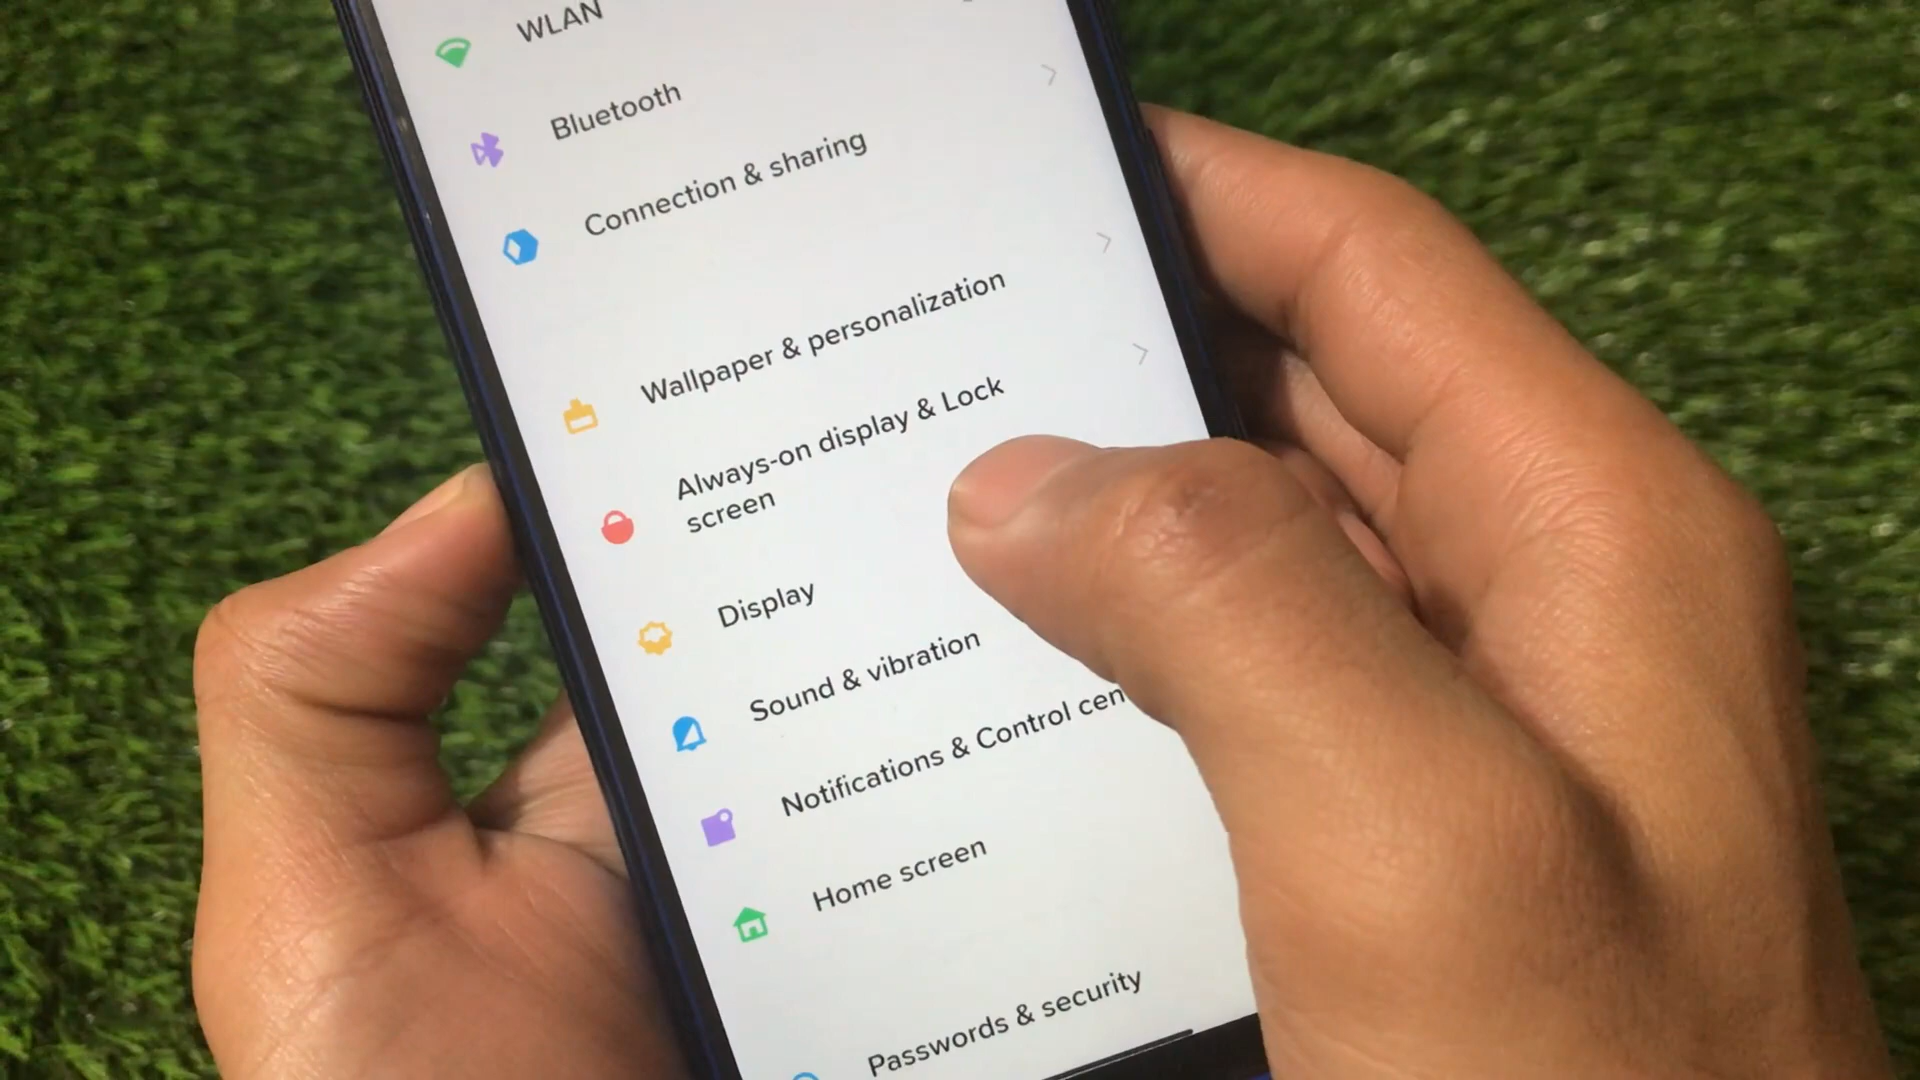 WLAN
Bluetooth
Connection & sharing
Wallpaper & personalization
Always-on display & Lock
screen
Display
Sound & vibration
Notifications & Control cen
Home screen
Passwords & security